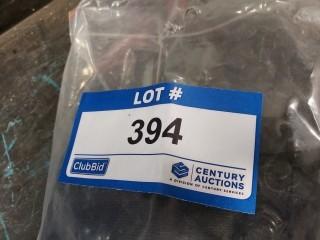 LOT #
394
ClubBid
CENTURY
AUCTIONS
A DIVISION OF CENTURY SERVICES